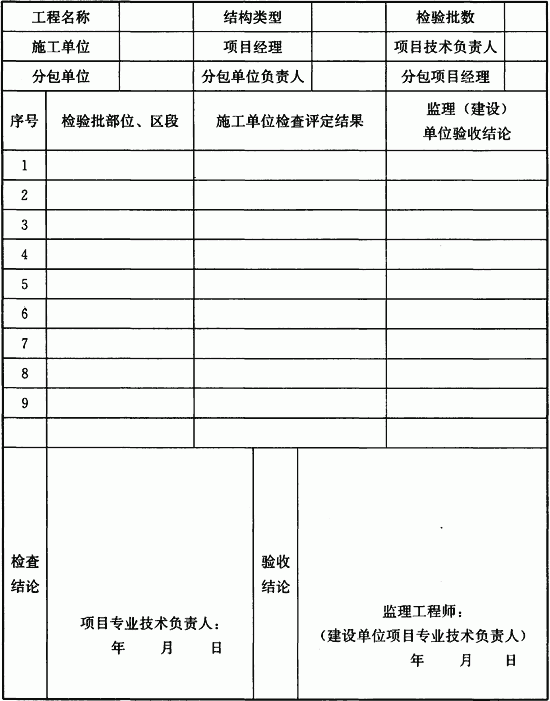 工程名称 结构类型 检验批数
施工单位 项目经理 项目技术负责人
分包单位 分包单位负责人 分包项目经理
序号 检验批部位、区段 施工单位检查评定结果 监理（建设）
单位验收结论
1
2
3
4
5
6
7
8
9
检查
结论
项目专业技术负责人：
年 月 日
验收
结论
监理工程师：
（建设单位项目专业技术负责人）
年 月 日